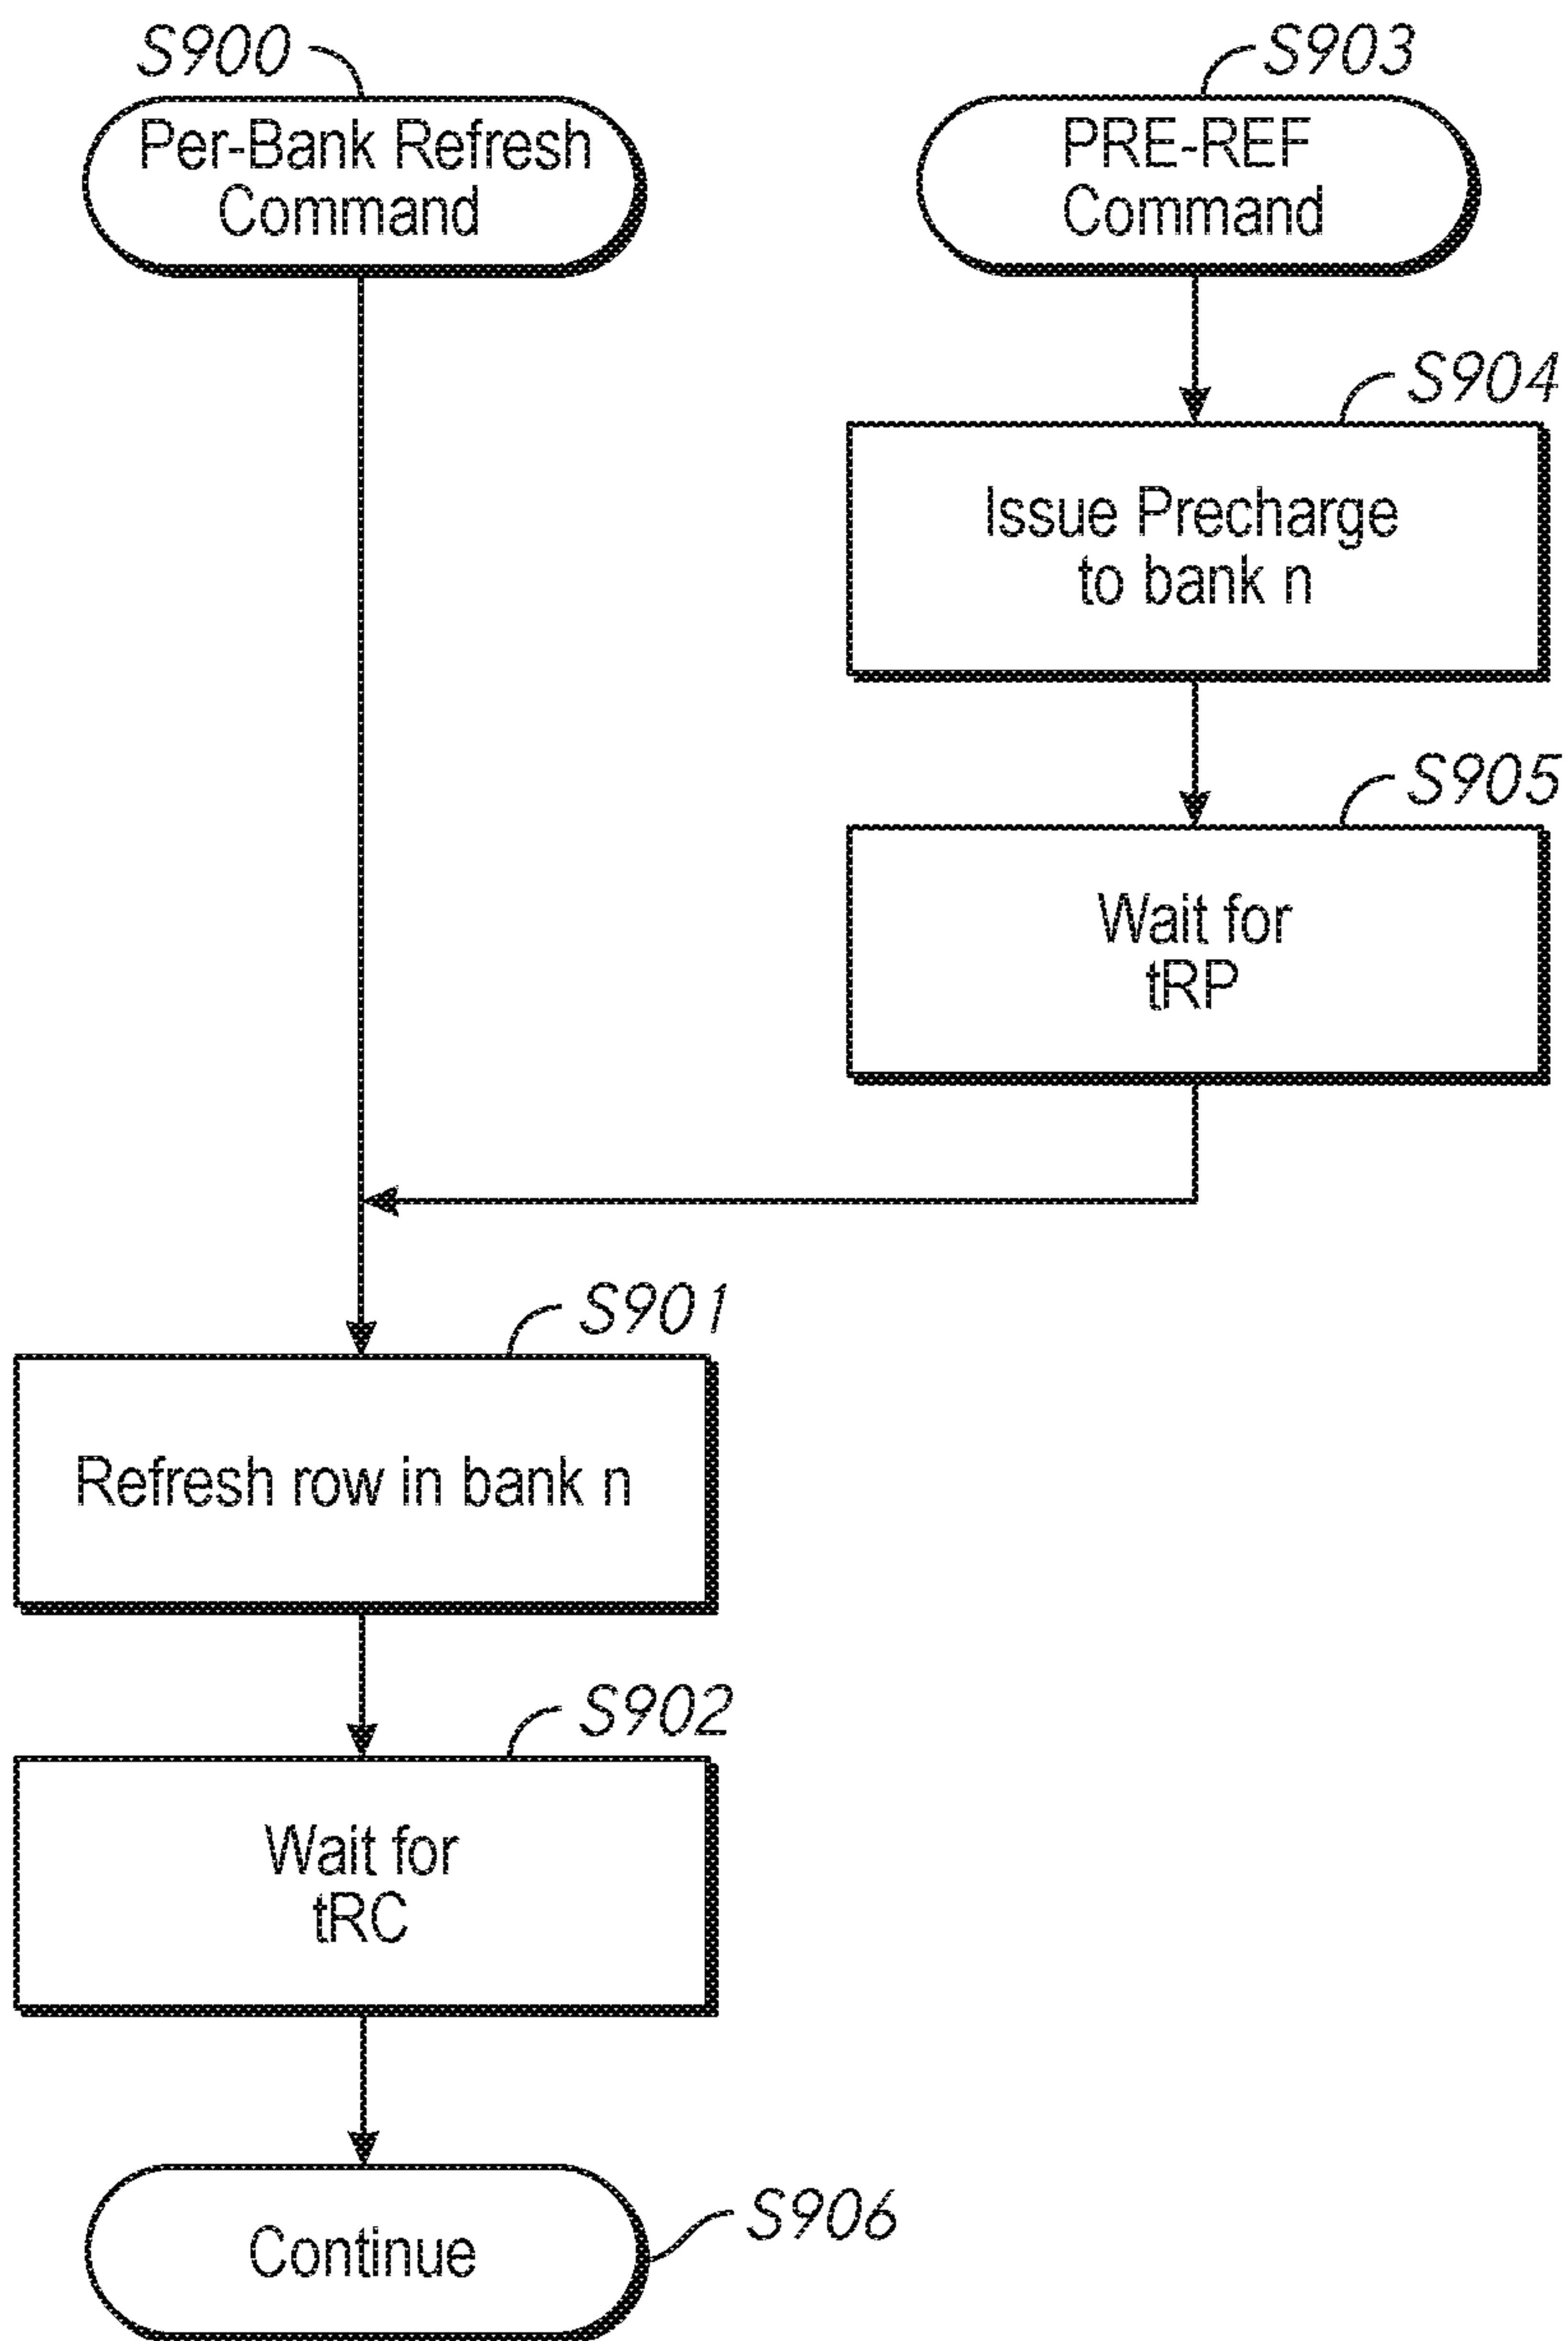 S900
Per-Bank Refresh
Command
S903
PRE-REF
Command
S904
Issue Precharge
to bank n
S905
Wait for
tRP
S901
Refresh row in bank n
S902
Wait for
tRC
Continue
S906